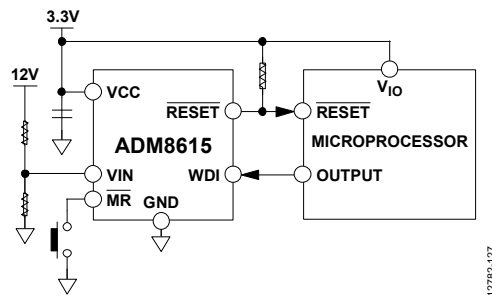 3.3V
12V
VCC
RESET
ADM8615
VIN
WDI
MR
GND
VIO
RESET
MICROPROCESSOR
OUTPUT
12782-127